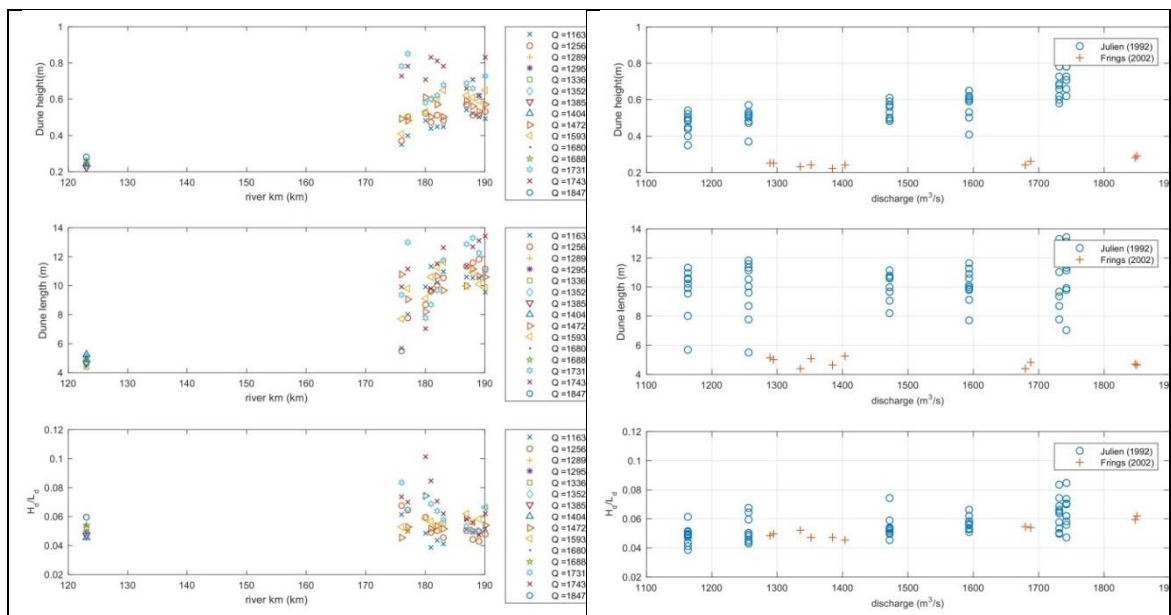 1
0.8
0.6
0.4
0.2
Dune height(m)
120 130 140 150 160 170 180 190
river km (km)
Q =1163
Q =1256
Q =1289
Q =1295
Q =1336
Q =1352
Q =1385
Q =1404
Q =1472
Q =1593
Q =1680
Q =1688
Q =1731
Q =1743
Q =1847
1
0.8
0.6
0.4
0.2
Dune height(m)
1100 1200 1300 1400 1500 1600 1700 1800
discharge (m³/s)
Julien (1992)
Frings (2002)
14
12
10
8
6
4
Dune length(m)
120 130 140 150 160 170 180 190
river km (km)
Q =1163
Q =1256
Q =1289
Q =1295
Q =1336
Q =1352
Q =1385
Q =1404
Q =1472
Q =1593
Q =1680
Q =1688
Q =1731
Q =1743
Q =1847
14
12
10
8
6
4
Dune length (m)
1100 1200 1300 1400 1500 1600 1700 1800
discharge (m³/s)
Julien (1992)
Frings (2002)
0.12
0.1
0.08
0.06
0.04
0.02
H_d/L_d
120 130 140 150 160 170 180 190
river km (km)
Q =1163
Q =1256
Q =1289
Q =1295
Q =1336
Q =1352
Q =1385
Q =1404
Q =1472
Q =1593
Q =1680
Q =1688
Q =1731
Q =1743
Q =1847
0.12
0.1
0.08
0.06
0.04
0.02
H_d/L_d
1100 1200 1300 1400 1500 1600 1700 1800
discharge (m³/s)
Julien (1992)
Frings (2002)